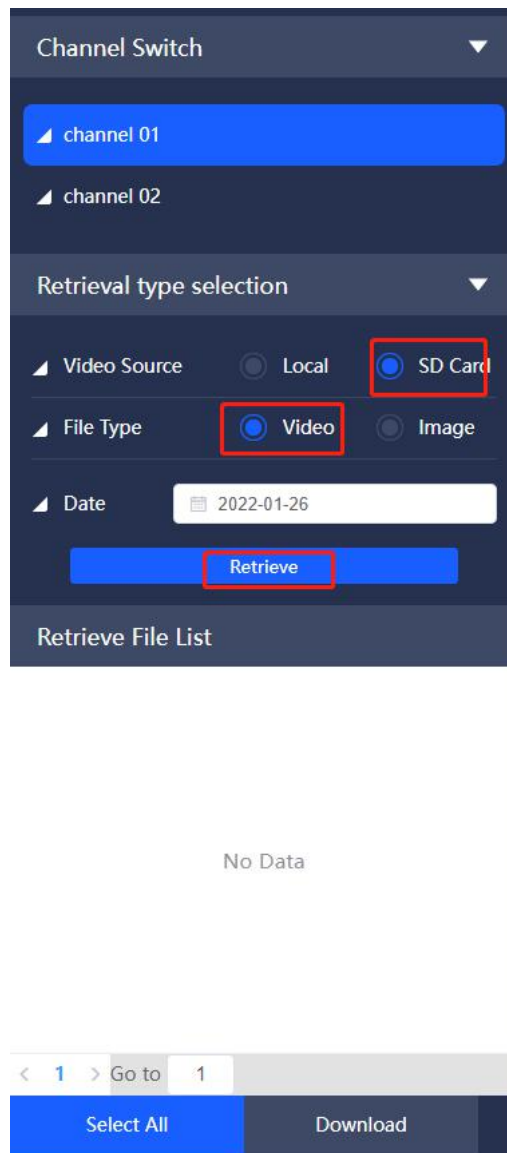 Channel Switch
channel 01
channel 02
Retrieval type selection
Video Source Local SD Card
File Type Video Image
Date 2022-01-26
Retrieve
Retrieve File List
No Data
< 1 > Go to 1
Select All Download